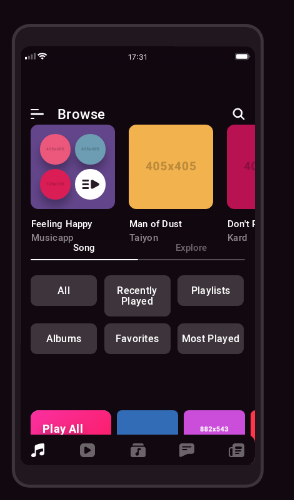 17:31
Browse
405x405
40
Feeling Happy
Musicapp
Man of Dust
Taiyon
Don't P
Kard
Song
Explore
All
Recently
Played
Playlists
Albums
Favorites
Most Played
Play All
882x543